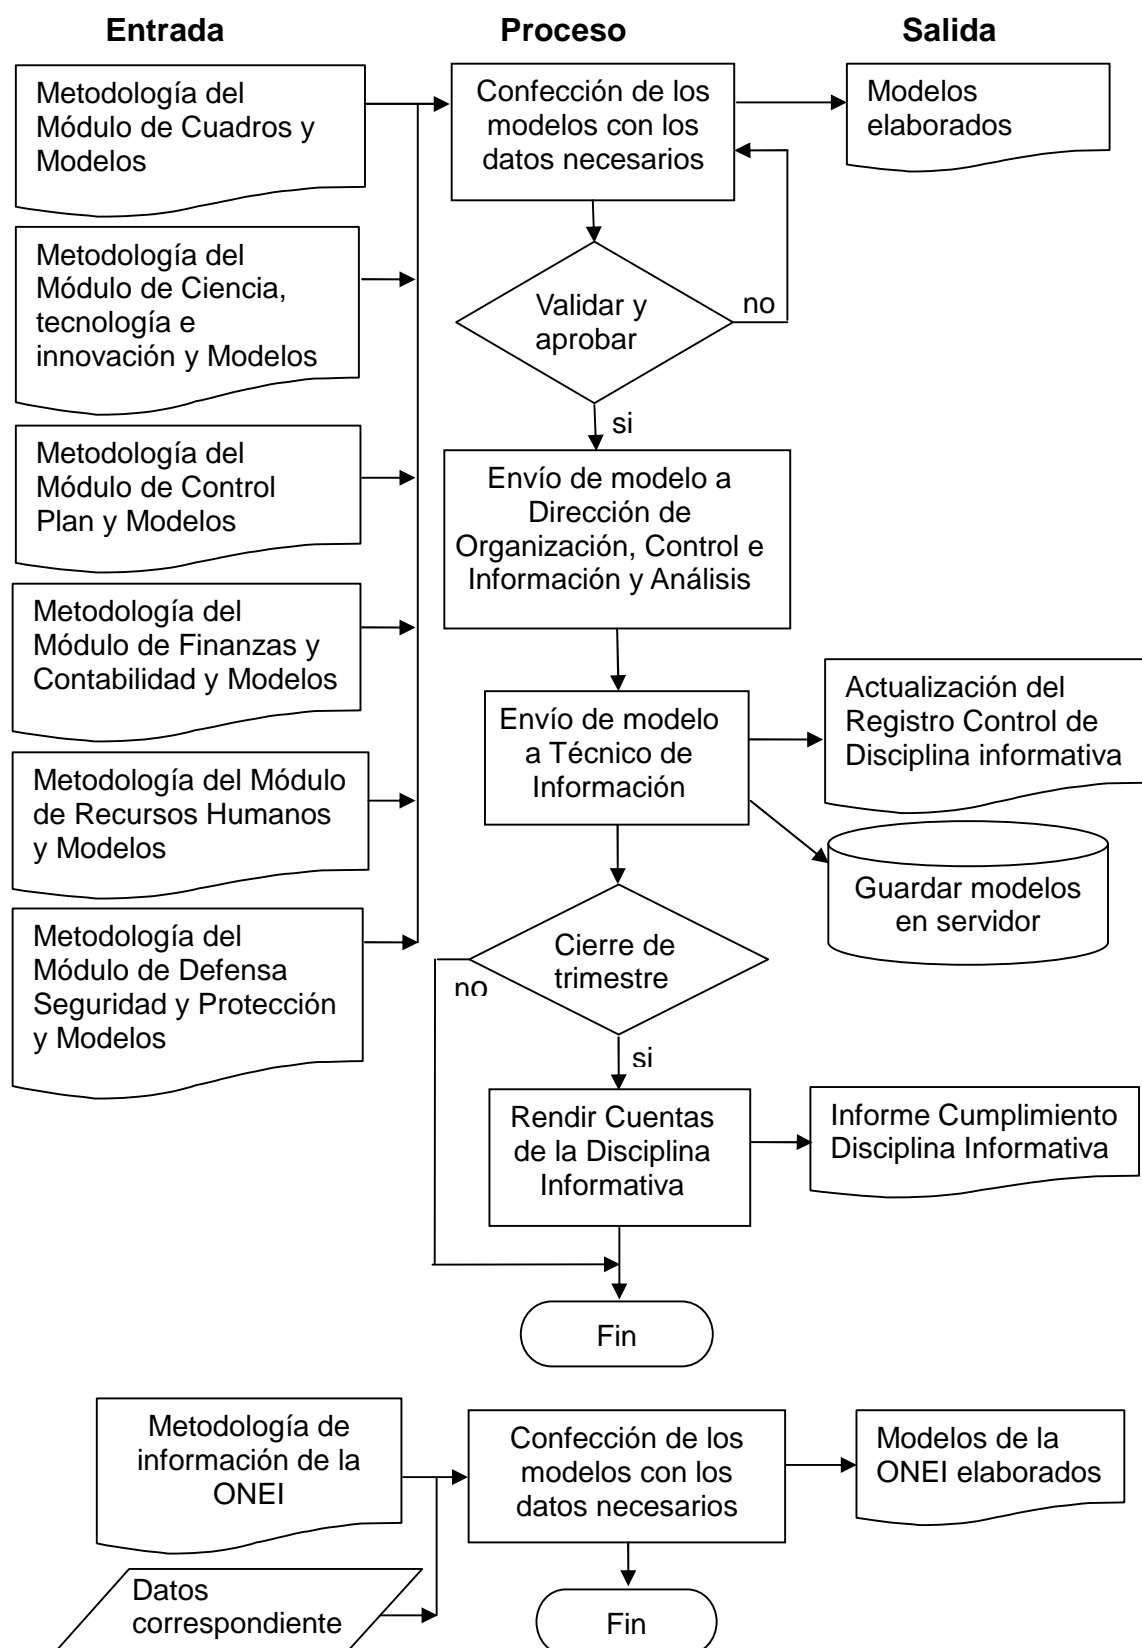 Entrada
Proceso
Salida
Metodología del
Módulo de Cuadros y
Modelos
Confección de los
modelos con los
datos necesarios
Modelos
elaborados
Metodología del
Módulo de Ciencia,
tecnología e
innovación y Modelos
Validar y
aprobar
no
si
Metodología del
Módulo de Control
Plan y Modelos
Envío de modelo a
Dirección de
Organización, Control e
Información y Análisis
Metodología del
Módulo de Finanzas y
Contabilidad y Modelos
Envío de modelo
a Técnico de
Información
Actualización del
Registro Control de
Disciplina informativa
Metodología del Módulo
de Recursos Humanos
y Modelos
Guardar modelos
en servidor
Metodología del
Módulo de Defensa
Seguridad y Protección
y Modelos
Cierre de
trimestre
no
si
Rendir Cuentas
de la Disciplina
Informativa
Informe Cumplimiento
Disciplina Informativa
Fin
Metodología de
información de la
ONEI
Confección de los
modelos con los
datos necesarios
Modelos de la
ONEI elaborados
Datos
correspondiente
Fin